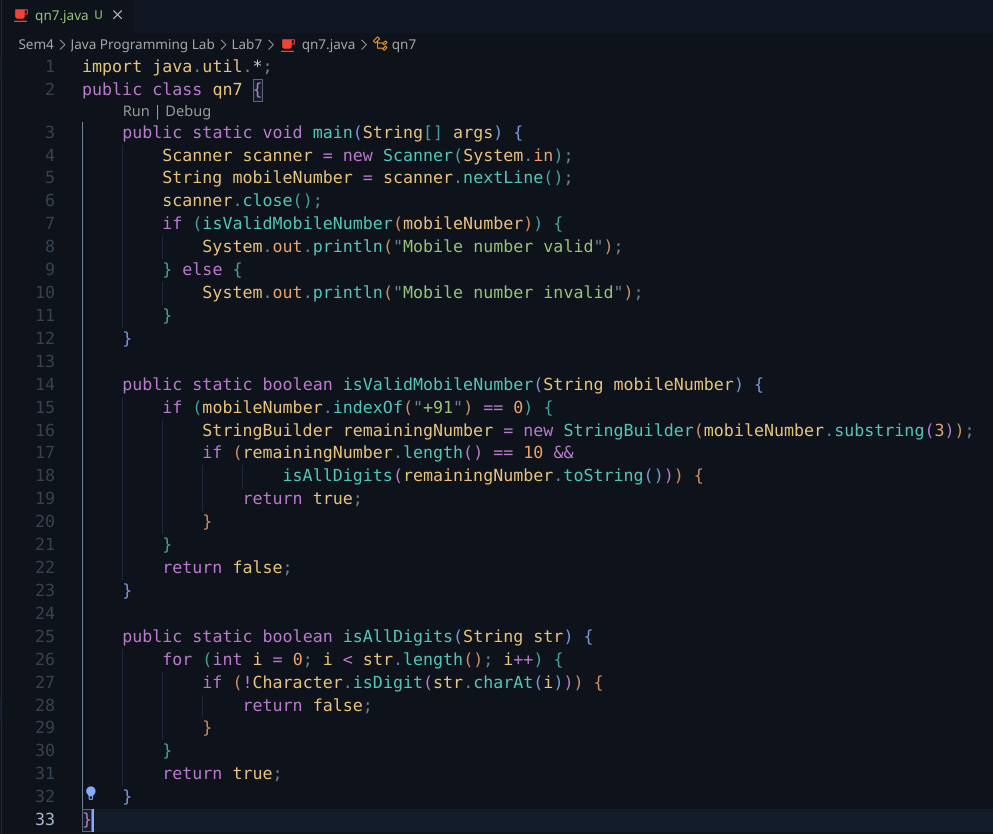 qn7.java U ×
Sem4 > Java Programming Lab > Lab7 > qn7.java > qn7
1 import java.util.*;
2 public class qn7 {
Run | Debug
3     public static void main(String[] args) {
4         Scanner scanner = new Scanner(System.in);
5         String mobileNumber = scanner.nextLine();
6         scanner.close();
7         if (isValidMobileNumber(mobileNumber)) {
8             System.out.println("Mobile number valid");
9         } else {
10             System.out.println("Mobile number invalid");
11         }
12     }
13
14     public static boolean isValidMobileNumber(String mobileNumber) {
15         if (mobileNumber.indexOf("+91") == 0) {
16             StringBuilder remainingNumber = new StringBuilder(mobileNumber.substring(3));
17             if (remainingNumber.length() == 10 &&
18                     isAllDigits(remainingNumber.toString())) {
19                 return true;
20             }
21         }
22         return false;
23     }
24
25     public static boolean isAllDigits(String str) {
26         for (int i = 0; i < str.length(); i++) {
27             if (!Character.isDigit(str.charAt(i))) {
28                 return false;
29             }
30         }
31         return true;
32     }
33 }